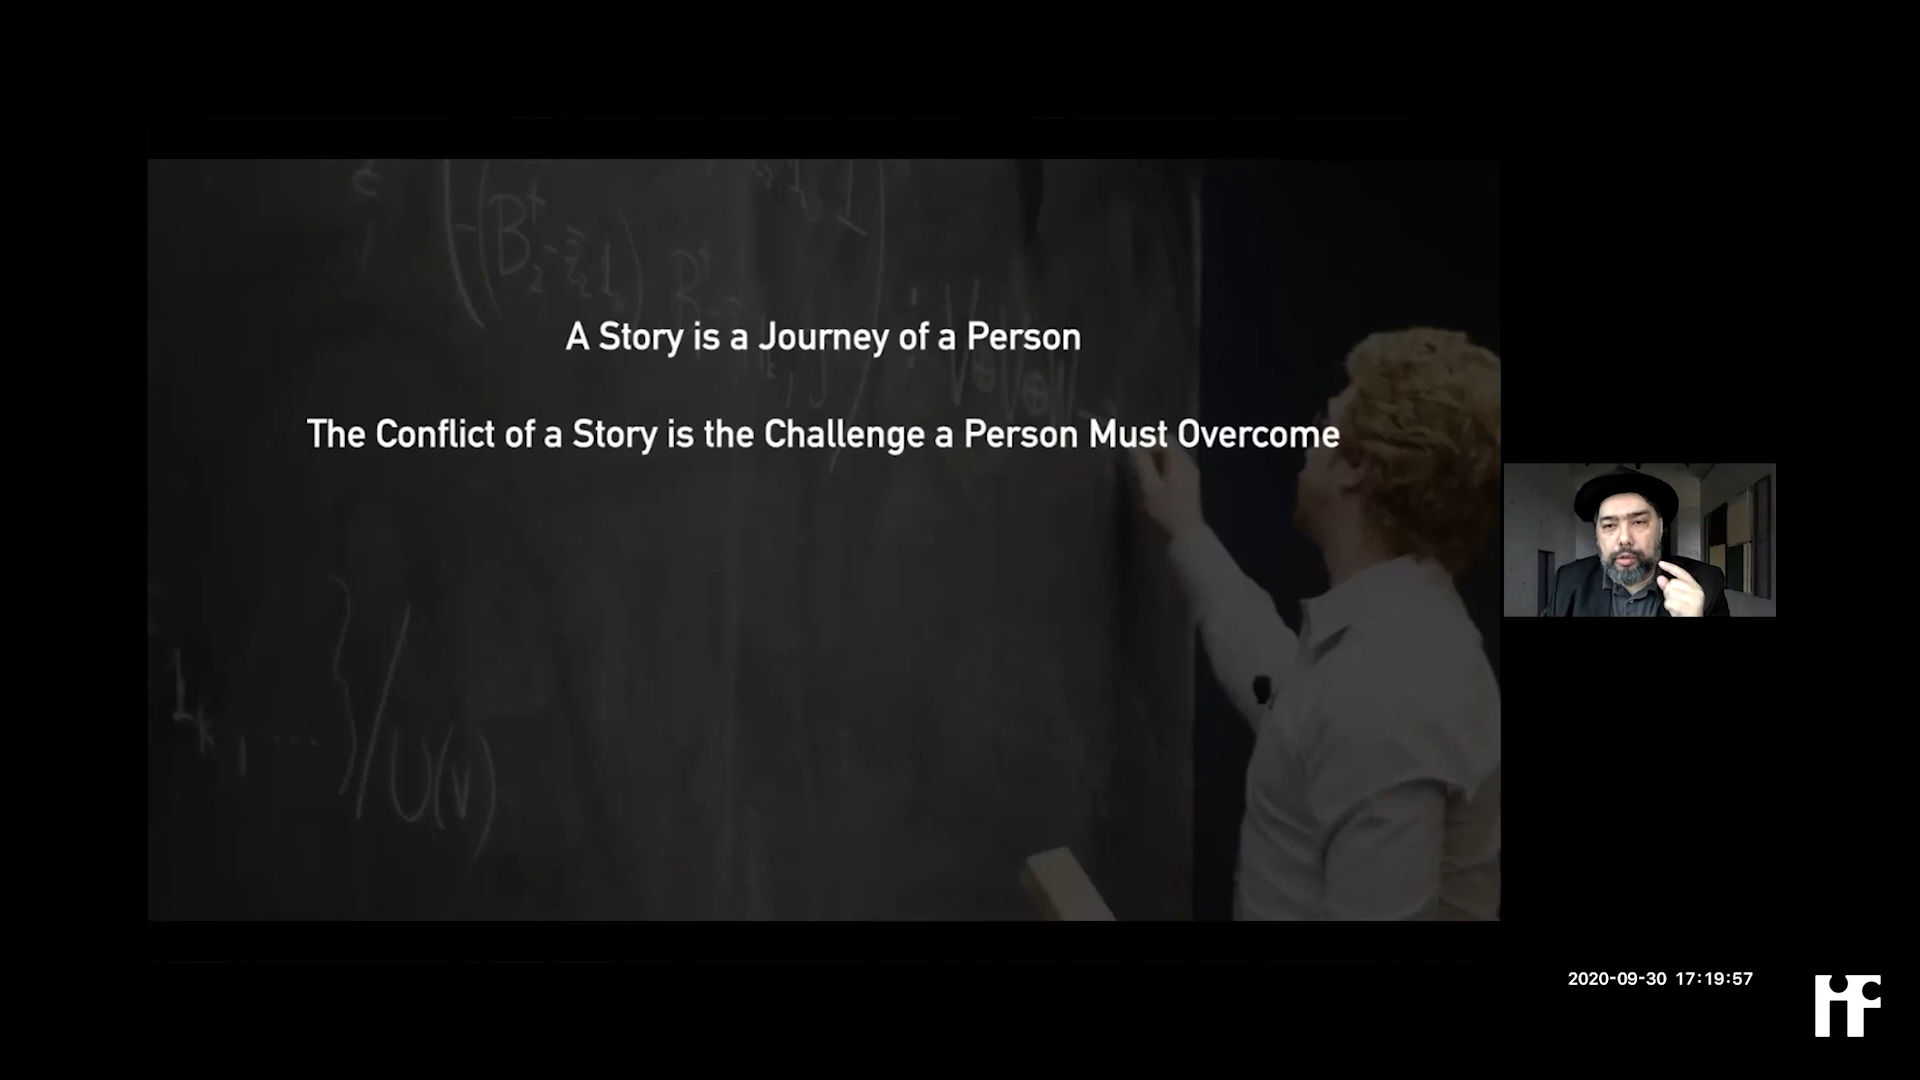 A Story is a Journey of a Person
The Conflict of a Story is the Challenge a Person Must Overcome
U(V)
2020-09-30 17:19:57